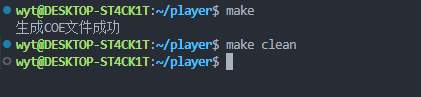 wyt@DESKTOP-ST4CK1T:~/player$ make
生成COE文件成功
wyt@DESKTOP-ST4CK1T:~/player$ make clean
wyt@DESKTOP-ST4CK1T:~/player$